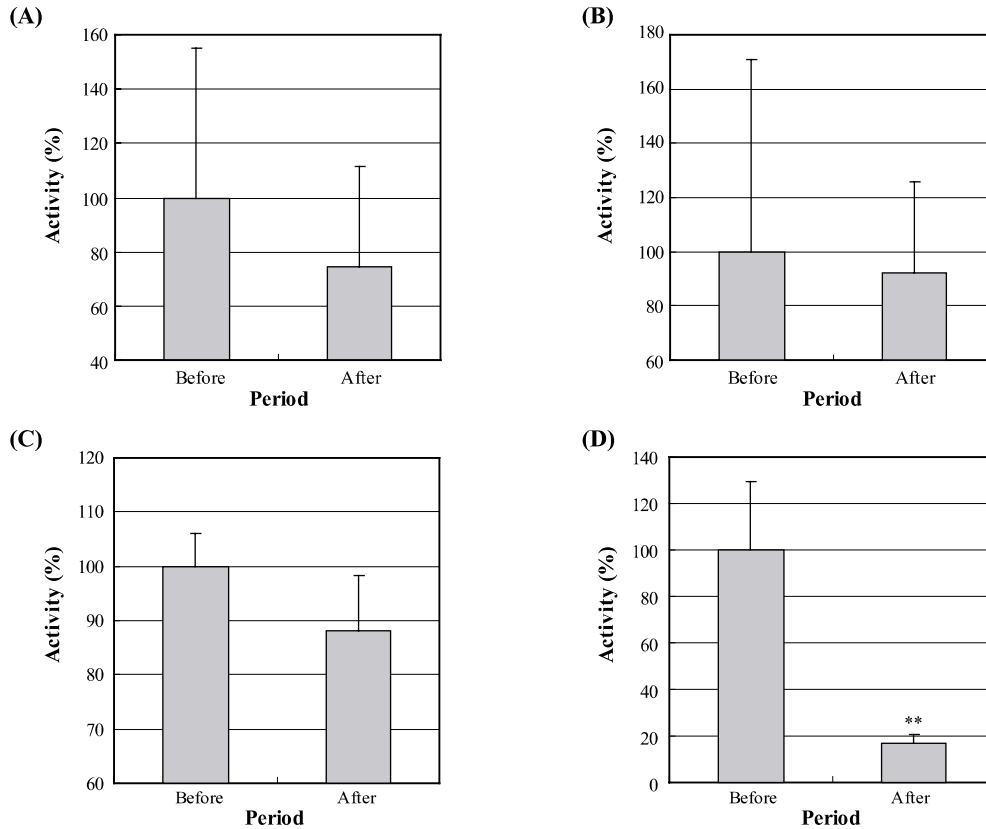 (A)
160
140
120
100
80
60
40
Activity (%)
Before After
Period
(B)
180
160
140
120
100
80
60
Activity (%)
Before After
Period
(C)
120
110
100
90
80
70
60
Activity (%)
Before After
Period
(D)
140
120
100
80
60
40
20
0
Activity (%)
**
Before After
Period